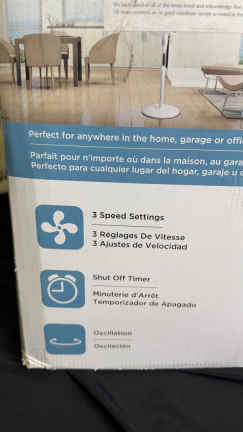 Perfect for anywhere in the home, garage or offi
Parfait pour n'importe où dans la maison, au gara
Perfecto para cualquier lugar del hogar, garaje u o
3 Speed Settings
3 Réglages De Vitesse
3 Ajustes de Velocidad
Shut Off Timer
Minuterie d'Arrêt
Temporizador de Apagado
Oscillation
Oscilación